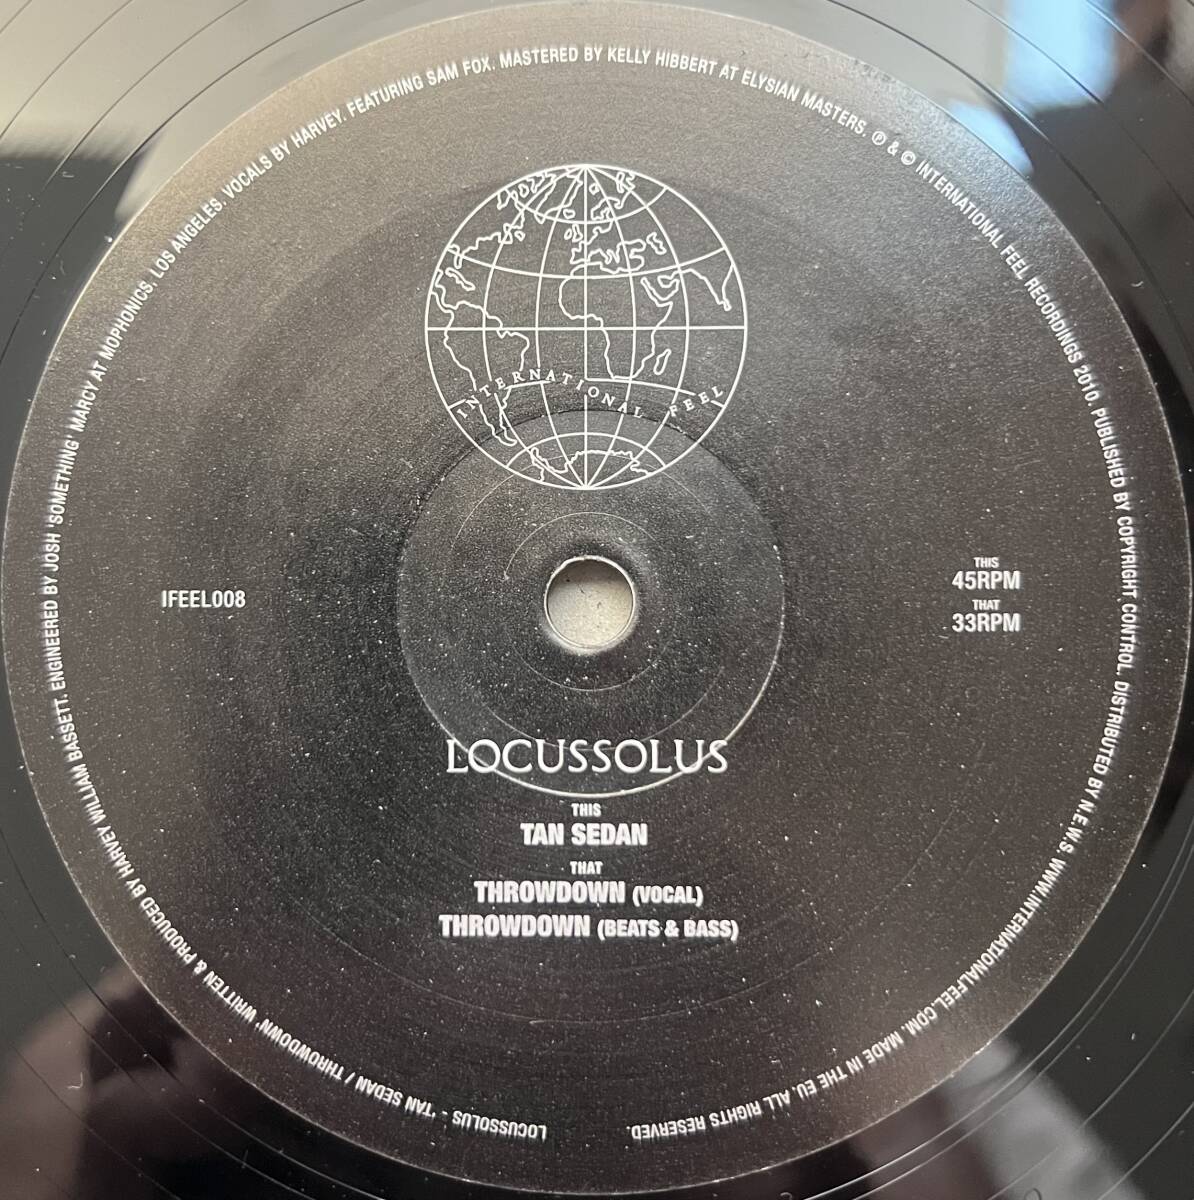 LOCUSSOLUS - 'TAN SEDAN / THROWDOWN' WRITTEN & PRODUCED BY HARVEY WILLIAM BASSETT. ENGINEERED BY JOSH 'SOMETHING' MARCY AT MOPHONICS, LOS ANGELES. VOCALS BY HARVEY. FEATURING SAM FOX. MASTERED BY KELLY HIBBERT AT ELYSIAN MASTERS. ℗ & © INTERNATIONAL FEEL RECORDINGS 2010. PUBLISHED BY COPYRIGHT CONTROL. DISTRIBUTED BY N.E.W.S. WWW.INTERNATIONALFEEL.COM. MADE IN THE EU. ALL RIGHTS RESERVED.
INTERNATIONAL FEEL
IFEEL008
THIS
45RPM
THAT
33RPM
LOCUSSOLUS
THIS
TAN SEDAN
THAT
THROWDOWN (VOCAL)
THROWDOWN (BEATS & BASS)